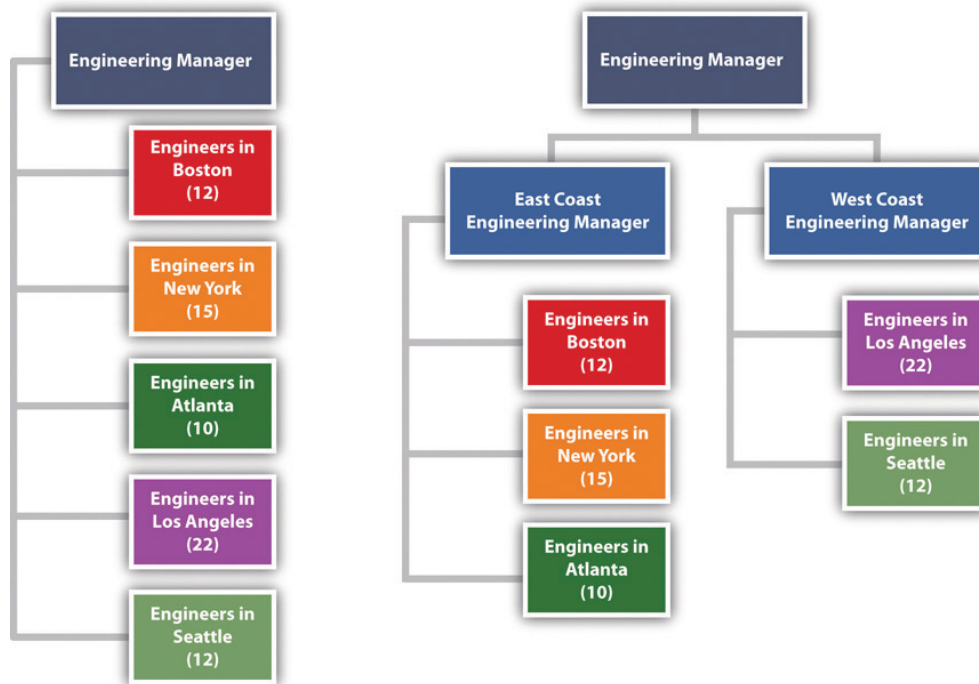 Engineering Manager
Engineers in
Boston
(12)
Engineers in
New York
(15)
Engineers in
Atlanta
(10)
Engineers in
Los Angeles
(22)
Engineers in
Seattle
(12)
Engineering Manager
East Coast
Engineering Manager
Engineers in
Boston
(12)
Engineers in
New York
(15)
Engineers in
Atlanta
(10)
West Coast
Engineering Manager
Engineers in
Los Angeles
(22)
Engineers in
Seattle
(12)